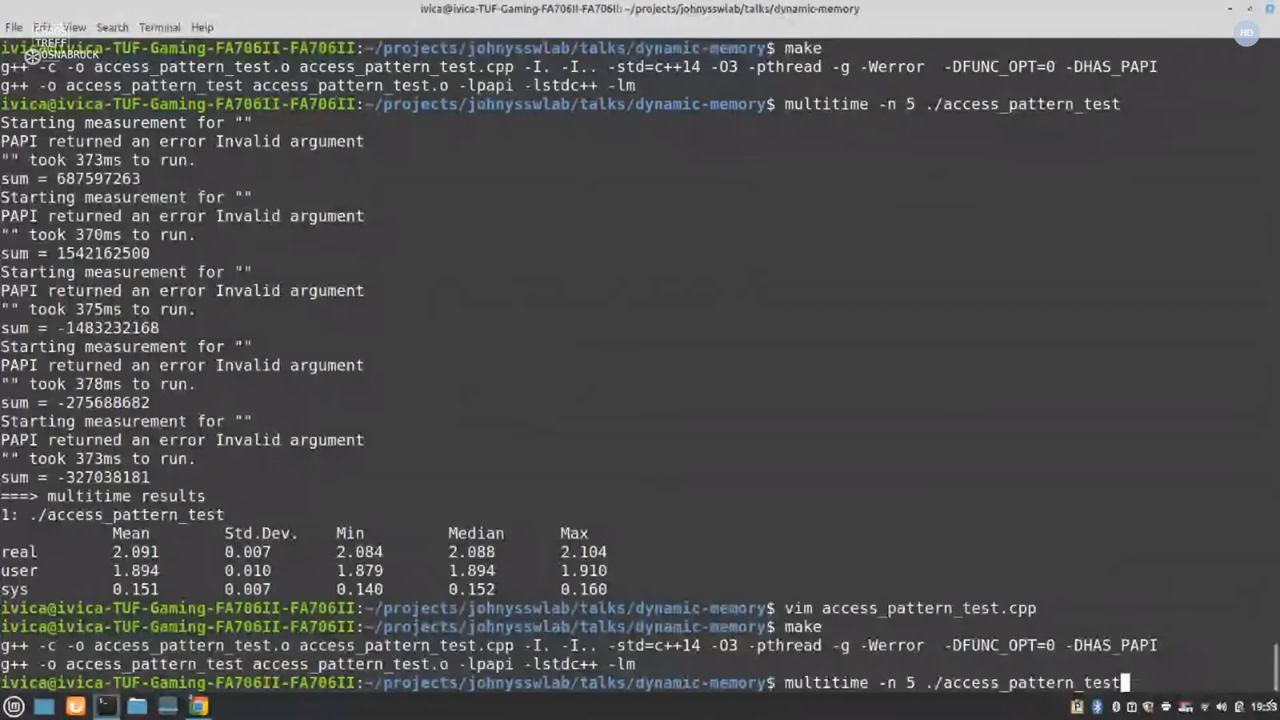 ivica@ivica-TUF-Gaming-FA706II-FA706II: ~/projects/johnysswlab/talks/dynamic-memory
File Edit View Search Terminal Help
TREFF
OSNABRÜCK
HD
ivica@ivica-TUF-Gaming-FA706II-FA706II:~/projects/johnysswlab/talks/dynamic-memory$ make
g++ -c -o access_pattern_test.o access_pattern_test.cpp -I. -I.. -std=c++14 -O3 -pthread -g -Werror -DFUNC_OPT=0 -DHAS_PAPI
g++ -o access_pattern_test access_pattern_test.o -lpapi -lstdc++ -lm
ivica@ivica-TUF-Gaming-FA706II-FA706II:~/projects/johnysswlab/talks/dynamic-memory$ multitime -n 5 ./access_pattern_test
Starting measurement for ""
PAPI returned an error Invalid argument
"" took 373ms to run.
sum = 687597263
Starting measurement for ""
PAPI returned an error Invalid argument
"" took 370ms to run.
sum = 1542162500
Starting measurement for ""
PAPI returned an error Invalid argument
"" took 375ms to run.
sum = -1483232168
Starting measurement for ""
PAPI returned an error Invalid argument
"" took 378ms to run.
sum = -275688682
Starting measurement for ""
PAPI returned an error Invalid argument
"" took 373ms to run.
sum = -327038181
===> multitime results
1: ./access_pattern_test
Mean Std.Dev. Min Median Max
real 2.091 0.007 2.084 2.088 2.104
user 1.894 0.010 1.879 1.894 1.910
sys 0.151 0.007 0.140 0.152 0.160
ivica@ivica-TUF-Gaming-FA706II-FA706II:~/projects/johnysswlab/talks/dynamic-memory$ vim access_pattern_test.cpp
ivica@ivica-TUF-Gaming-FA706II-FA706II:~/projects/johnysswlab/talks/dynamic-memory$ make
g++ -c -o access_pattern_test.o access_pattern_test.cpp -I. -I.. -std=c++14 -O3 -pthread -g -Werror -DFUNC_OPT=0 -DHAS_PAPI
g++ -o access_pattern_test access_pattern_test.o -lpapi -lstdc++ -lm
ivica@ivica-TUF-Gaming-FA706II-FA706II:~/projects/johnysswlab/talks/dynamic-memory$ multitime -n 5 ./access_pattern_test
19:53